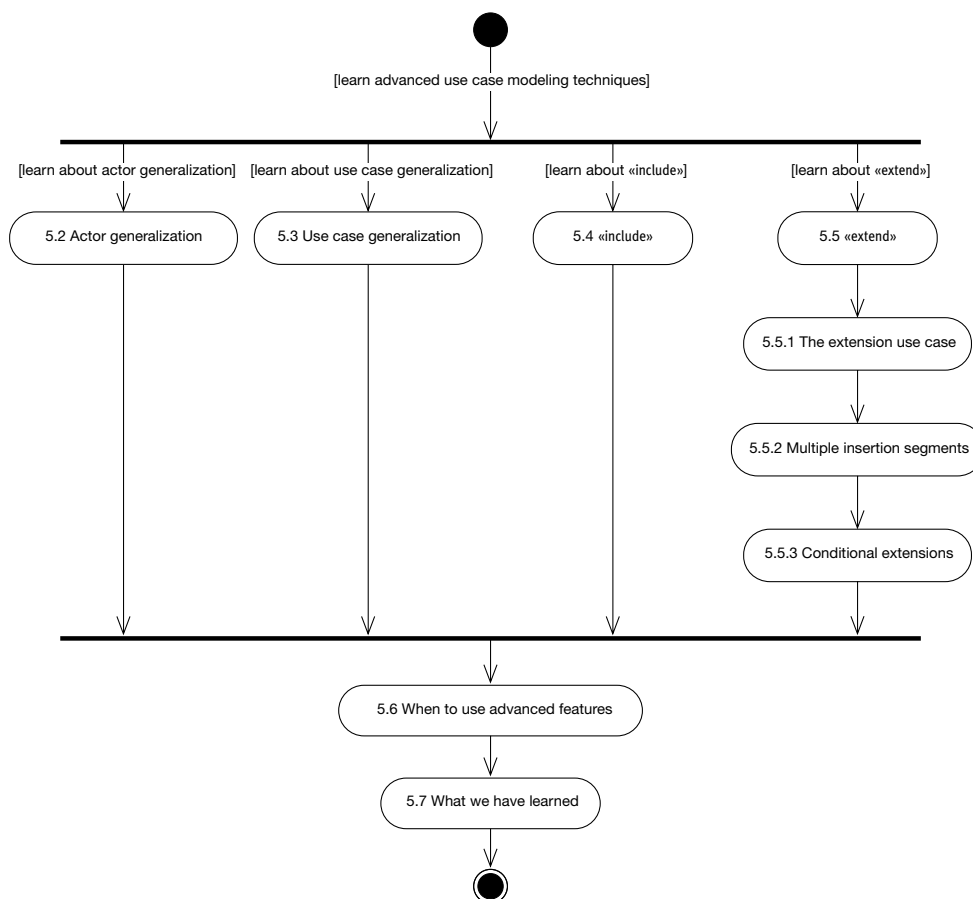 [learn advanced use case modeling techniques]
[learn about actor generalization]
[learn about use case generalization]
[learn about «include»]
[learn about «extend»]
5.2 Actor generalization
5.3 Use case generalization
5.4 «include»
5.5 «extend»
5.5.1 The extension use case
5.5.2 Multiple insertion segments
5.5.3 Conditional extensions
5.6 When to use advanced features
5.7 What we have learned